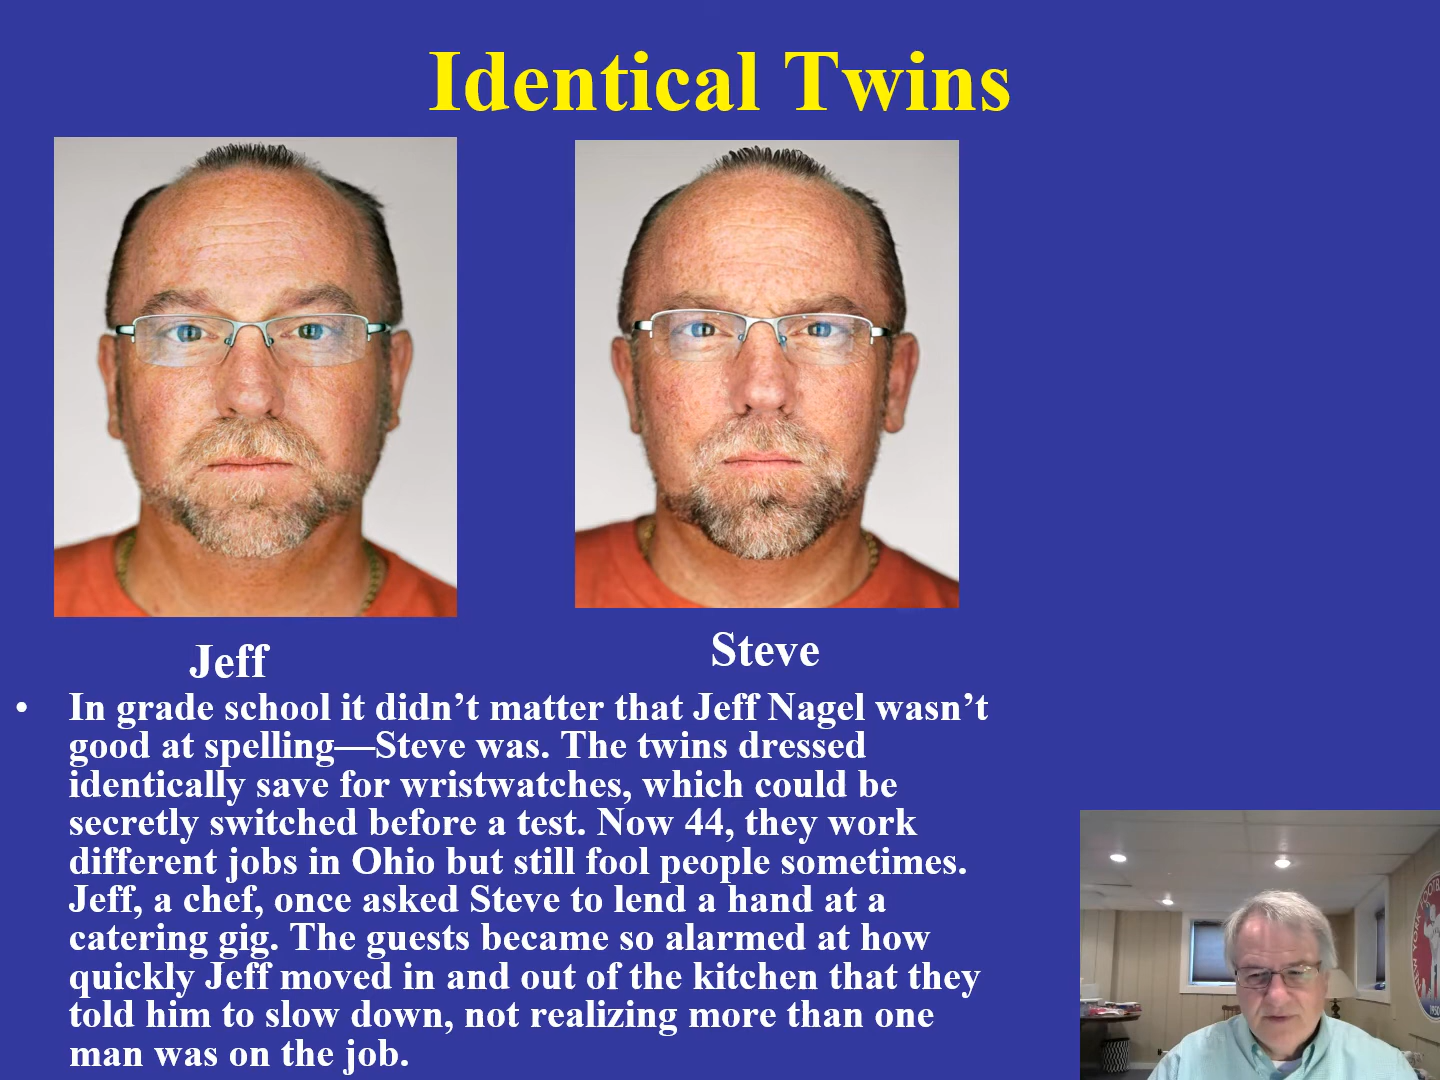 Identical Twins
Jeff
Steve
• In grade school it didn’t matter that Jeff Nagel wasn’t
good at spelling—Steve was. The twins dressed
identically save for wristwatches, which could be
secretly switched before a test. Now 44, they work
different jobs in Ohio but still fool people sometimes.
Jeff, a chef, once asked Steve to lend a hand at a
catering gig. The guests became so alarmed at how
quickly Jeff moved in and out of the kitchen that they
told him to slow down, not realizing more than one
man was on the job.